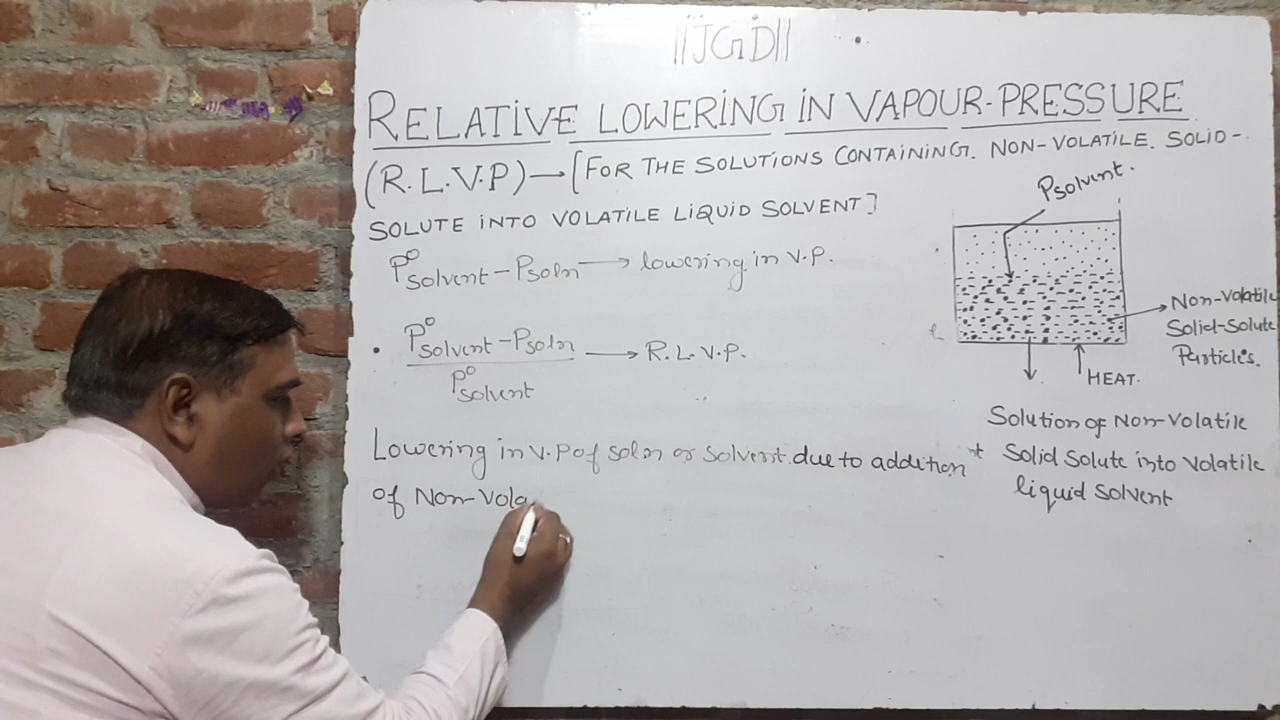 ||JGD||
RELATIVE LOWERING IN VAPOUR-PRESSURE
(R.L.V.P)→[FOR THE SOLUTIONS CONTAINING. NON-VOLATILE. SOLID-
SOLUTE INTO VOLATILE LIQUID SOLVENT]
P°solvent-Psoln → lowering in V.P.
P°solvent-Psoln
P°solvent
→ R.L.V.P.
Lowering in V.P of soln or solvent due to addition
of Non-Vola
Psolvent.
Non-Volatile
Solid-Solute
Particles.
HEAT.
Solution of Non-Volatile
Solid Solute into Volatile
liquid Solvent